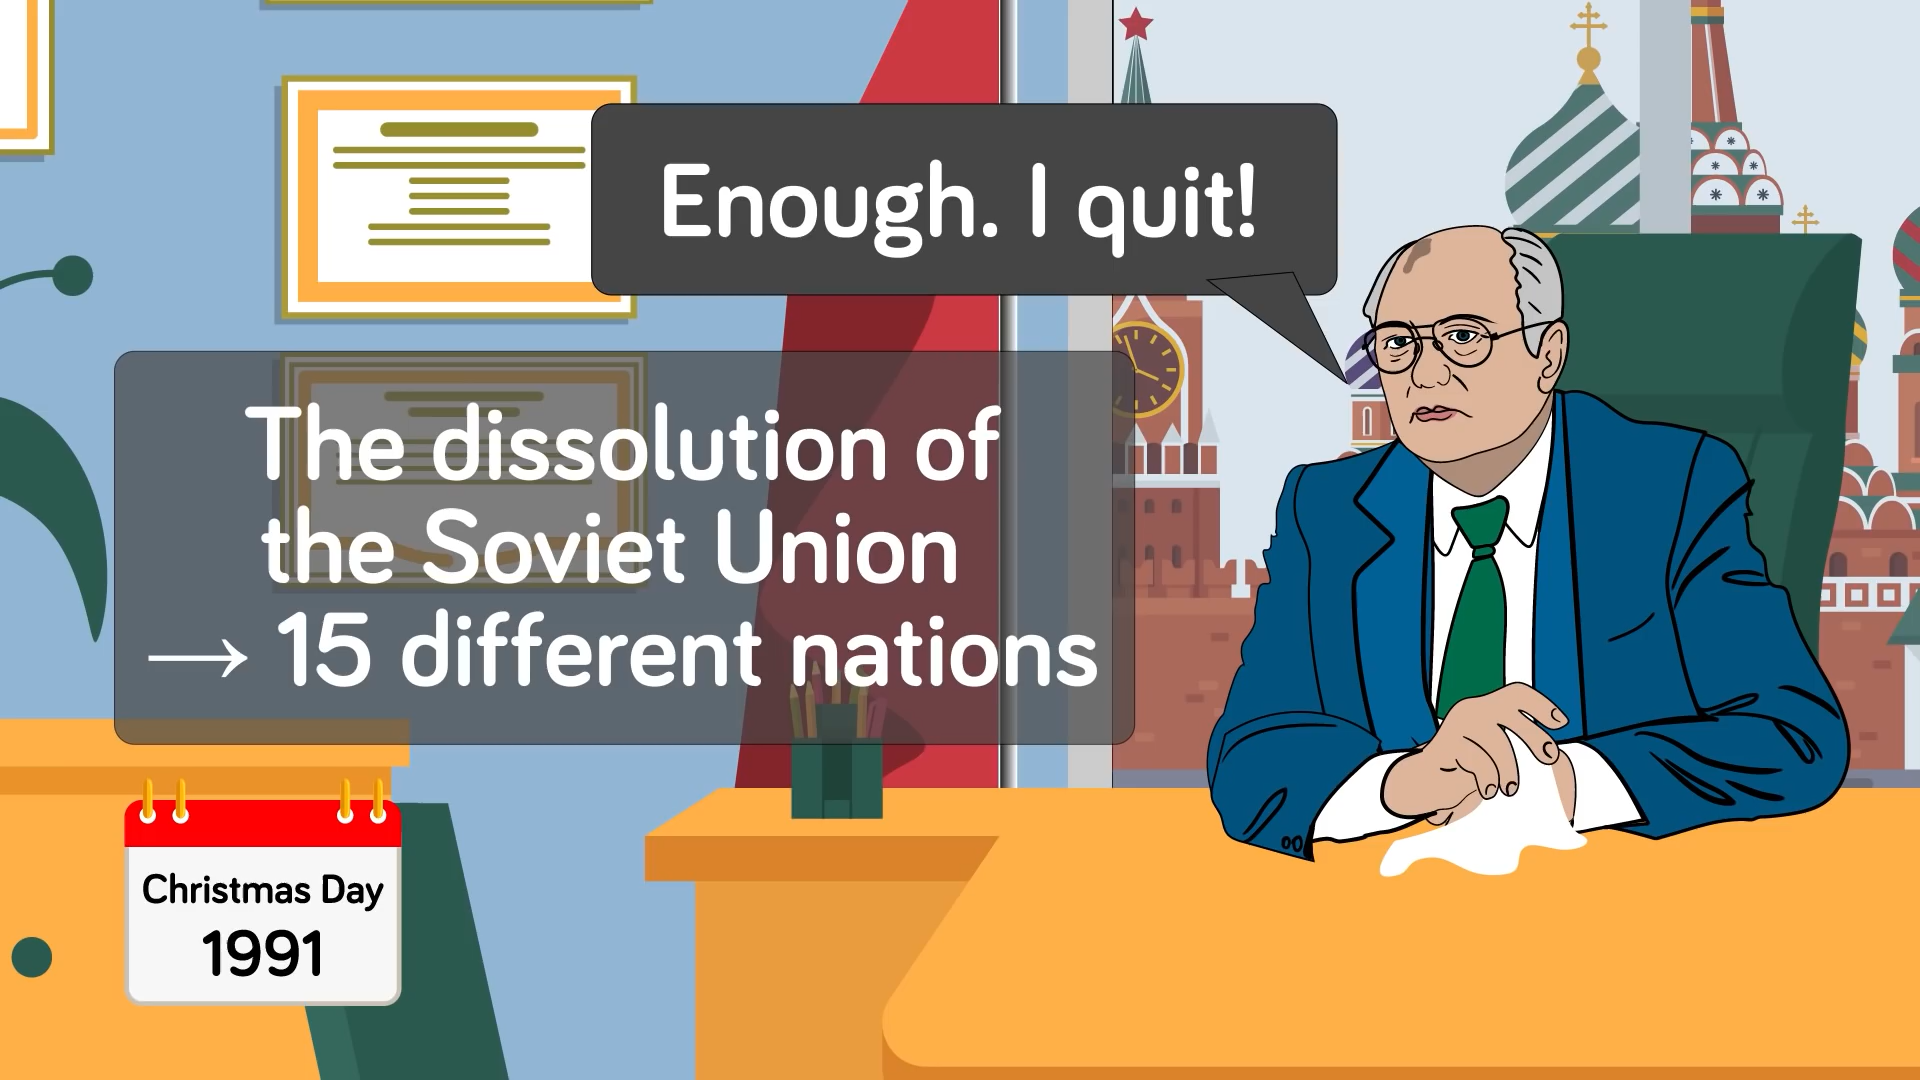 Enough. I quit!
The dissolution of
the Soviet Union
→ 15 different nations
Christmas Day
1991